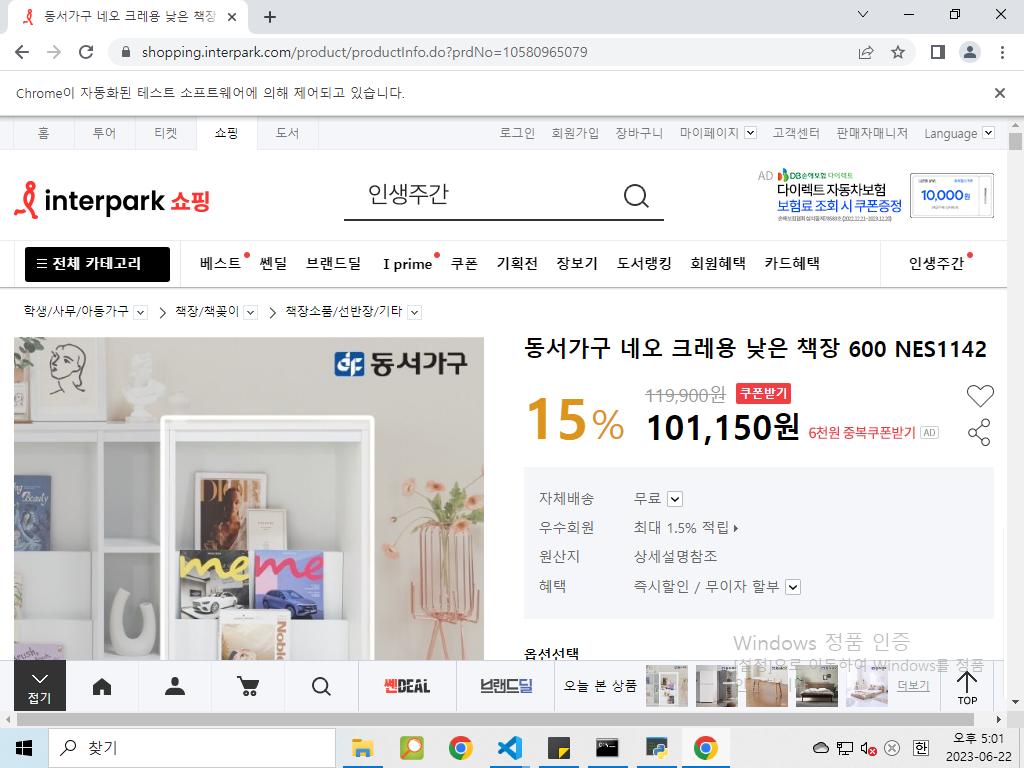 동서가구 네오 크레용 낮은 책장
shopping.interpark.com/product/productInfo.do?prdNo=10580965079
Chrome이 자동화된 테스트 소프트웨어에 의해 제어되고 있습니다.
홈 투어 티켓 쇼핑 도서 로그인 회원가입 장바구니 마이페이지 고객센터 판매자매니저 Language
interpark 쇼핑
인생주간
AD DB손해보험 다이렉트
다이렉트 자동차보험
보험료 조회 시 쿠폰증정
10,000원
전체 카테고리 베스트 쎈딜 브랜드딜 I prime 쿠폰 기획전 장보기 도서랭킹 회원혜택 카드혜택 인생주간
학생/사무/아동가구 책장/책꽂이 책장소품/선반장/기타
동서가구
동서가구 네오 크레용 낮은 책장 600 NES1142
15%
119,900원 쿠폰받기
101,150원 6천원 중복쿠폰받기 AD
자체배송 무료
우수회원 최대 1.5% 적립
원산지 상세설명참조
혜택 즉시할인 / 무이자 할부
DIOR
me
me
옵션선택
Windows 정품 인증
[설정]으로 이동하여 Windows를 정품
접기
쎈DEAL
브랜드딜
오늘 본 상품
더보기
TOP
찾기
한
오후 5:01
2023-06-22